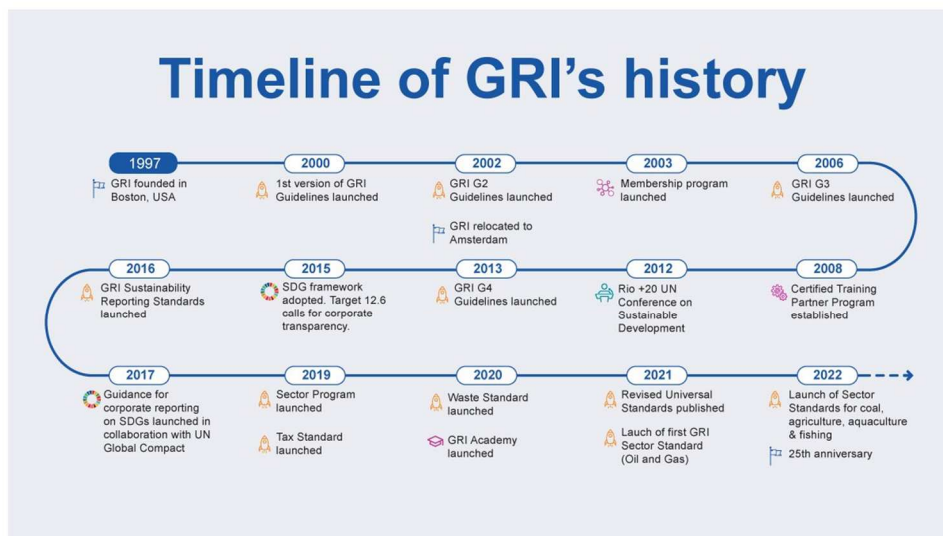 Timeline of GRI's history
1997
GRI founded in
Boston, USA
2000
1st version of GRI
Guidelines launched
2002
GRI G2
Guidelines launched
GRI relocated to
Amsterdam
2003
Membership program
launched
2006
GRI G3
Guidelines launched
2008
Certified Training
Partner Program
established
2012
Rio +20 UN
Conference on
Sustainable
Development
2013
GRI G4
Guidelines launched
2015
SDG framework
adopted. Target 12.6
calls for corporate
transparency.
2016
GRI Sustainability
Reporting Standards
launched
2017
Guidance for
corporate reporting
on SDGs launched in
collaboration with UN
Global Compact
2019
Sector Program
launched
Tax Standard
launched
2020
Waste Standard
launched
GRI Academy
launched
2021
Revised Universal
Standards published
Lauch of first GRI
Sector Standard
(Oil and Gas)
2022
Launch of Sector
Standards for coal,
agriculture, aquaculture
& fishing
25th anniversary